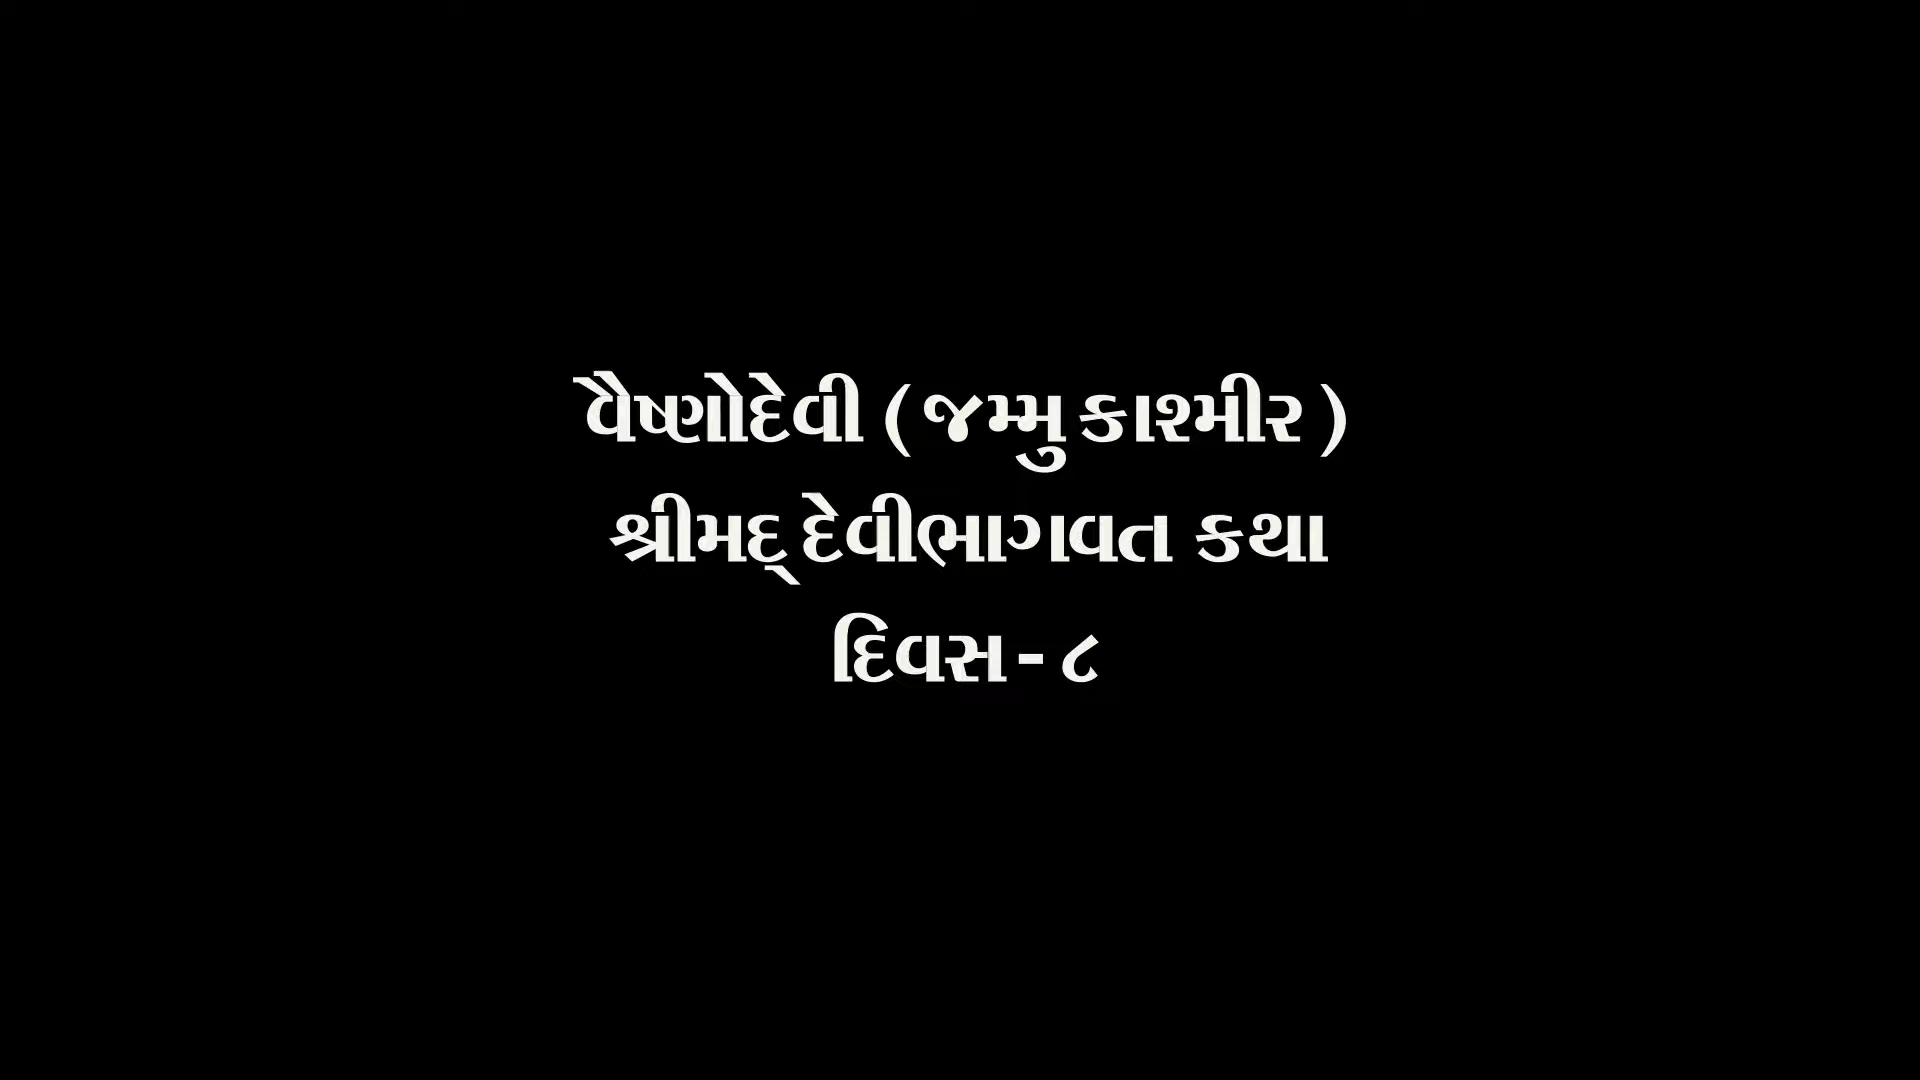 વૈષ્ણોદેવી ( જમ્મુ કાશ્મીર )
શ્રીમદ્ દેવીભાગવત કથા
દિવસ - ૮